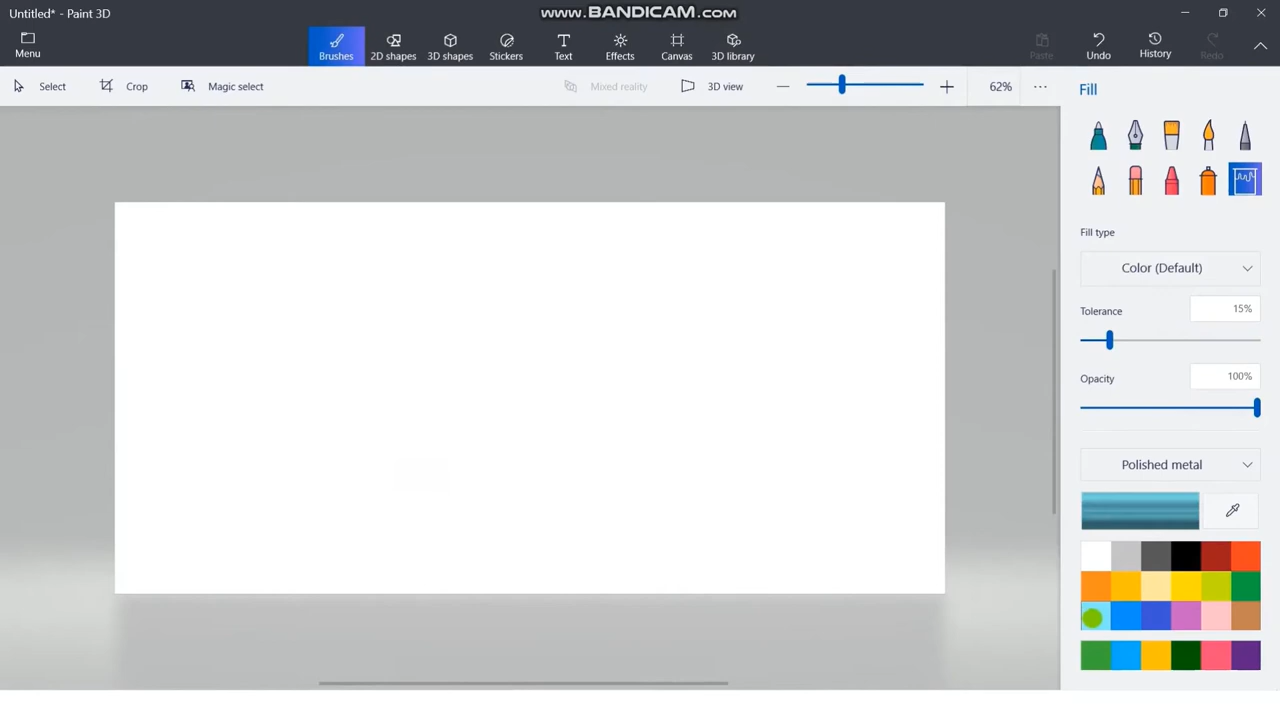 Untitled* - Paint 3D
www.BANDICAM.com
Menu
Brushes
2D shapes
3D shapes
Stickers
Text
Effects
Canvas
3D library
Paste
Undo
History
Redo
Select
Crop
Magic select
Mixed reality
3D view
62%
Fill
Fill type
Color (Default)
Tolerance
15%
Opacity
100%
Polished metal